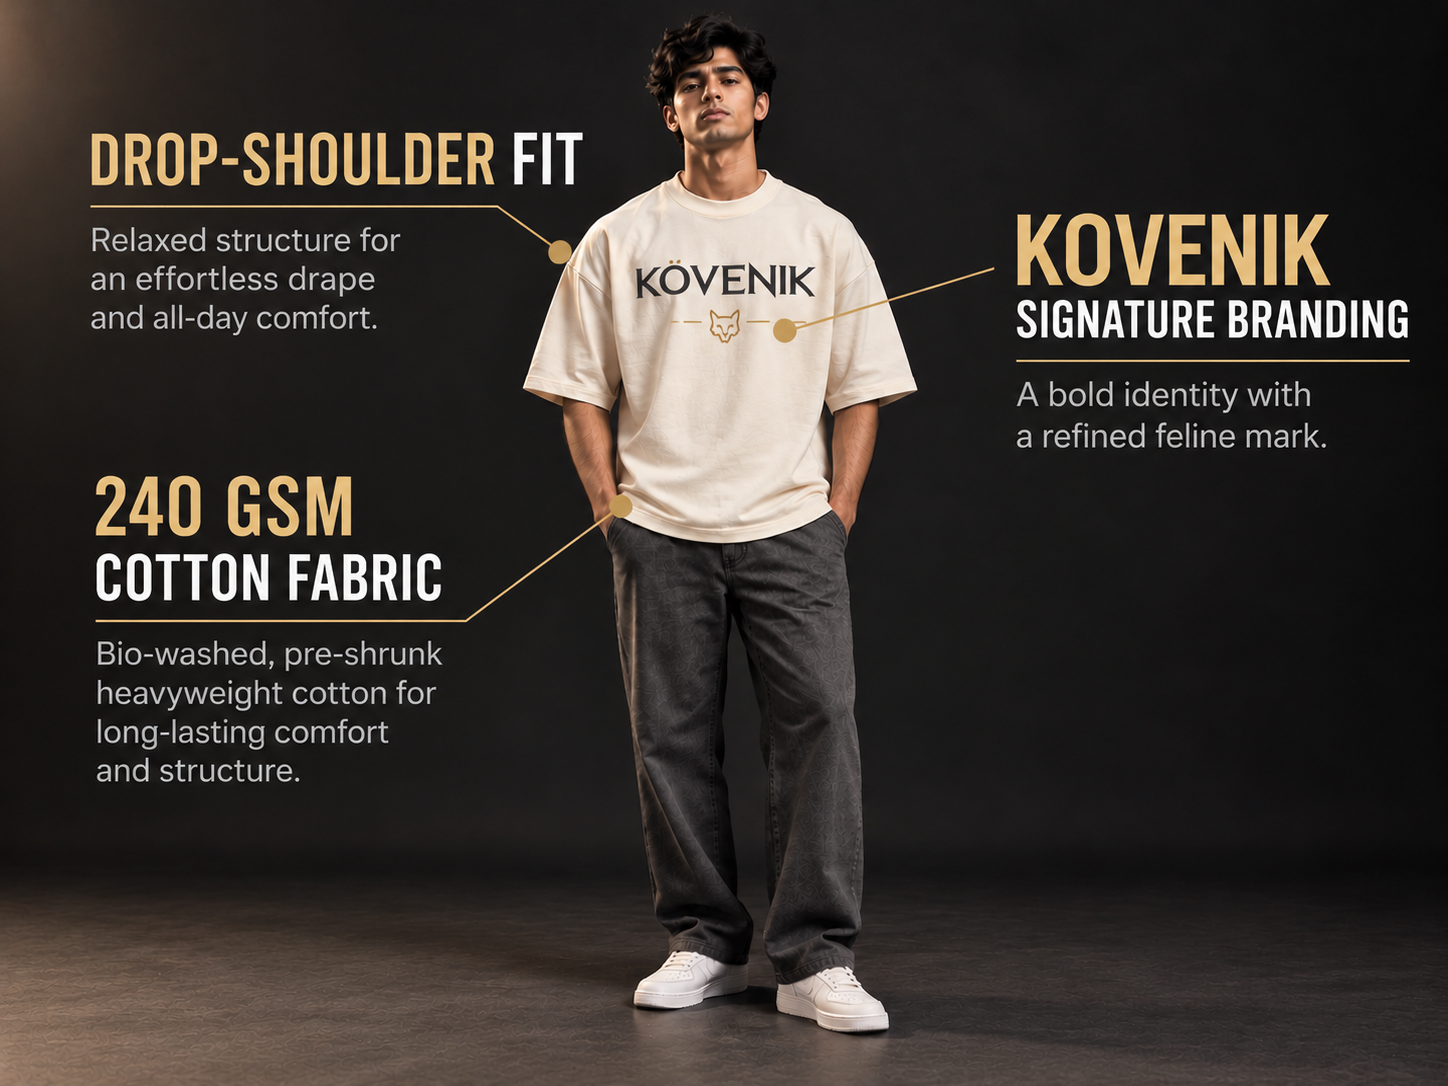 DROP-SHOULDER FIT
Relaxed structure for
an effortless drape
and all-day comfort.
KÖVENIK
KOVENIK
SIGNATURE BRANDING
A bold identity with
a refined feline mark.
240 GSM
COTTON FABRIC
Bio-washed, pre-shrunk
heavyweight cotton for
long-lasting comfort
and structure.